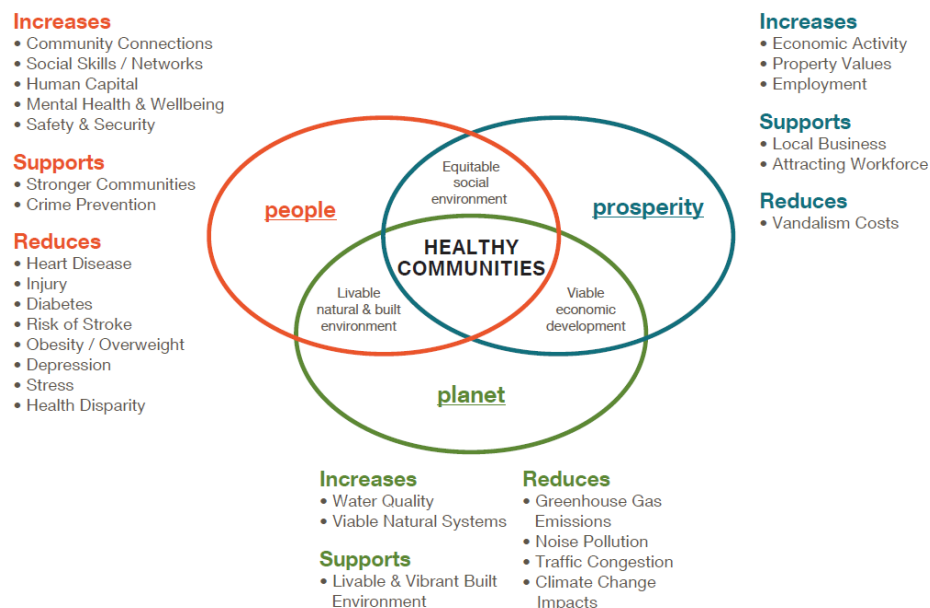 Increases
• Community Connections
• Social Skills / Networks
• Human Capital
• Mental Health & Wellbeing
• Safety & Security
Supports
• Stronger Communities
• Crime Prevention
Reduces
• Heart Disease
• Injury
• Diabetes
• Risk of Stroke
• Obesity / Overweight
• Depression
• Stress
• Health Disparity
Increases
• Economic Activity
• Property Values
• Employment
Supports
• Local Business
• Attracting Workforce
Reduces
• Vandalism Costs
people
Equitable
social
environment
prosperity
HEALTHY
COMMUNITIES
Livable
natural & built
environment
Viable
economic
development
planet
Increases
• Water Quality
• Viable Natural Systems
Supports
• Livable & Vibrant Built
Environment
Reduces
• Greenhouse Gas
Emissions
• Noise Pollution
• Traffic Congestion
• Climate Change
Impacts